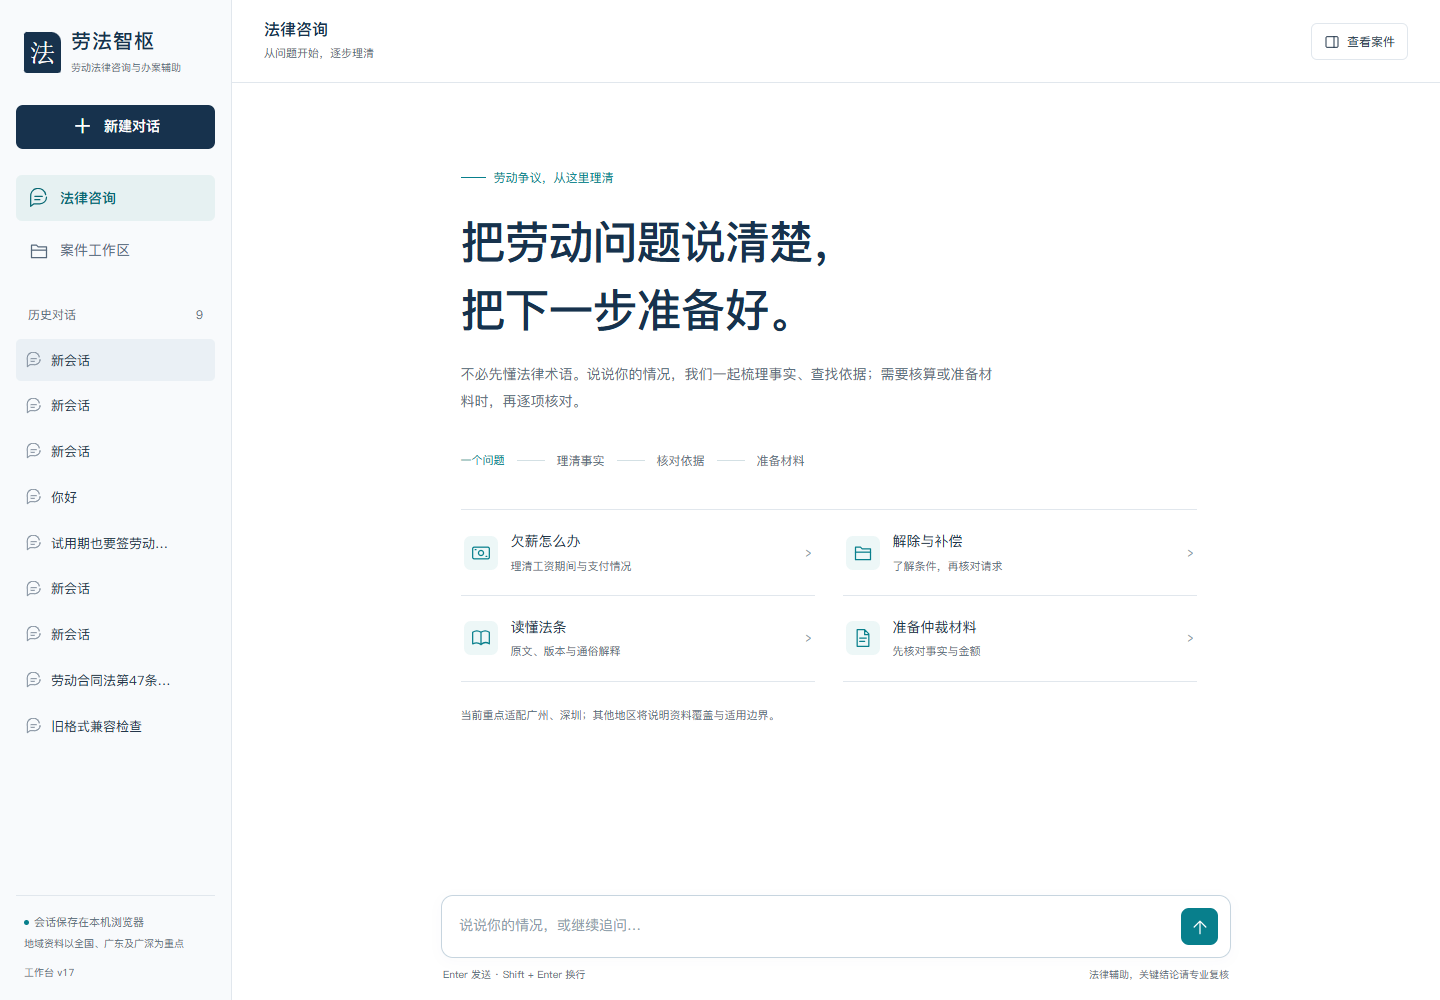 法
劳法智枢
劳动法律咨询与办案辅助
新建对话
法律咨询
案件工作区
历史对话 9
新会话
新会话
新会话
你好
试用期也要签劳动...
新会话
新会话
劳动合同法第47条...
旧格式兼容检查
会话保存在本机浏览器
地域资料以全国、广东及广深为重点
工作台 v17
法律咨询
从问题开始，逐步理清
查看案件
劳动争议，从这里理清
把劳动问题说清楚，
把下一步准备好。
不必先懂法律术语。说说你的情况，我们一起梳理事实、查找依据；需要核算或准备材
料时，再逐项核对。
一个问题 理清事实 核对依据 准备材料
欠薪怎么办
理清工资期间与支付情况
解除与补偿
了解条件，再核对请求
读懂法条
原文、版本与通俗解释
准备仲裁材料
先核对事实与金额
当前重点适配广州、深圳；其他地区将说明资料覆盖与适用边界。
说说你的情况，或继续追问...
Enter 发送 · Shift + Enter 换行
法律辅助，关键结论请专业复核